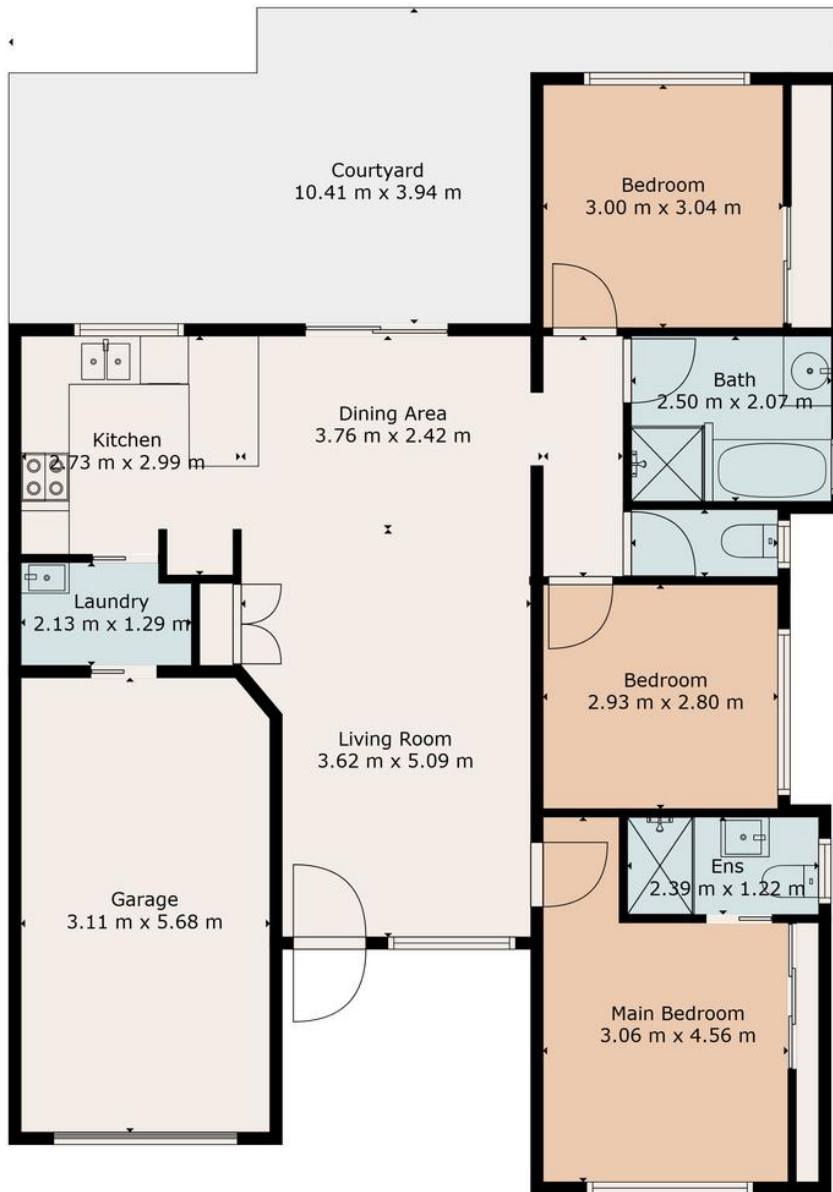 Courtyard
10.41 m x 3.94 m
Bedroom
3.00 m x 3.04 m
Bath
2.50 m x 2.07 m
Dining Area
3.76 m x 2.42 m
Kitchen
2.73 m x 2.99 m
Laundry
2.13 m x 1.29 m
Bedroom
2.93 m x 2.80 m
Living Room
3.62 m x 5.09 m
Ens
2.39 m x 1.22 m
Garage
3.11 m x 5.68 m
Main Bedroom
3.06 m x 4.56 m